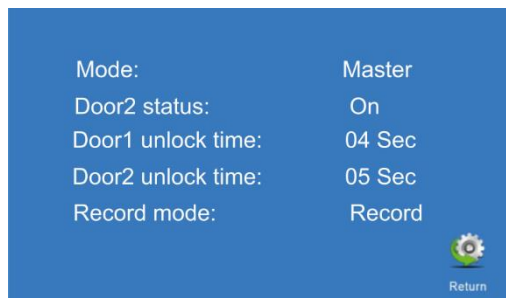 Mode: Master
Door2 status: On
Door1 unlock time: 04 Sec
Door2 unlock time: 05 Sec
Record mode: Record
Return